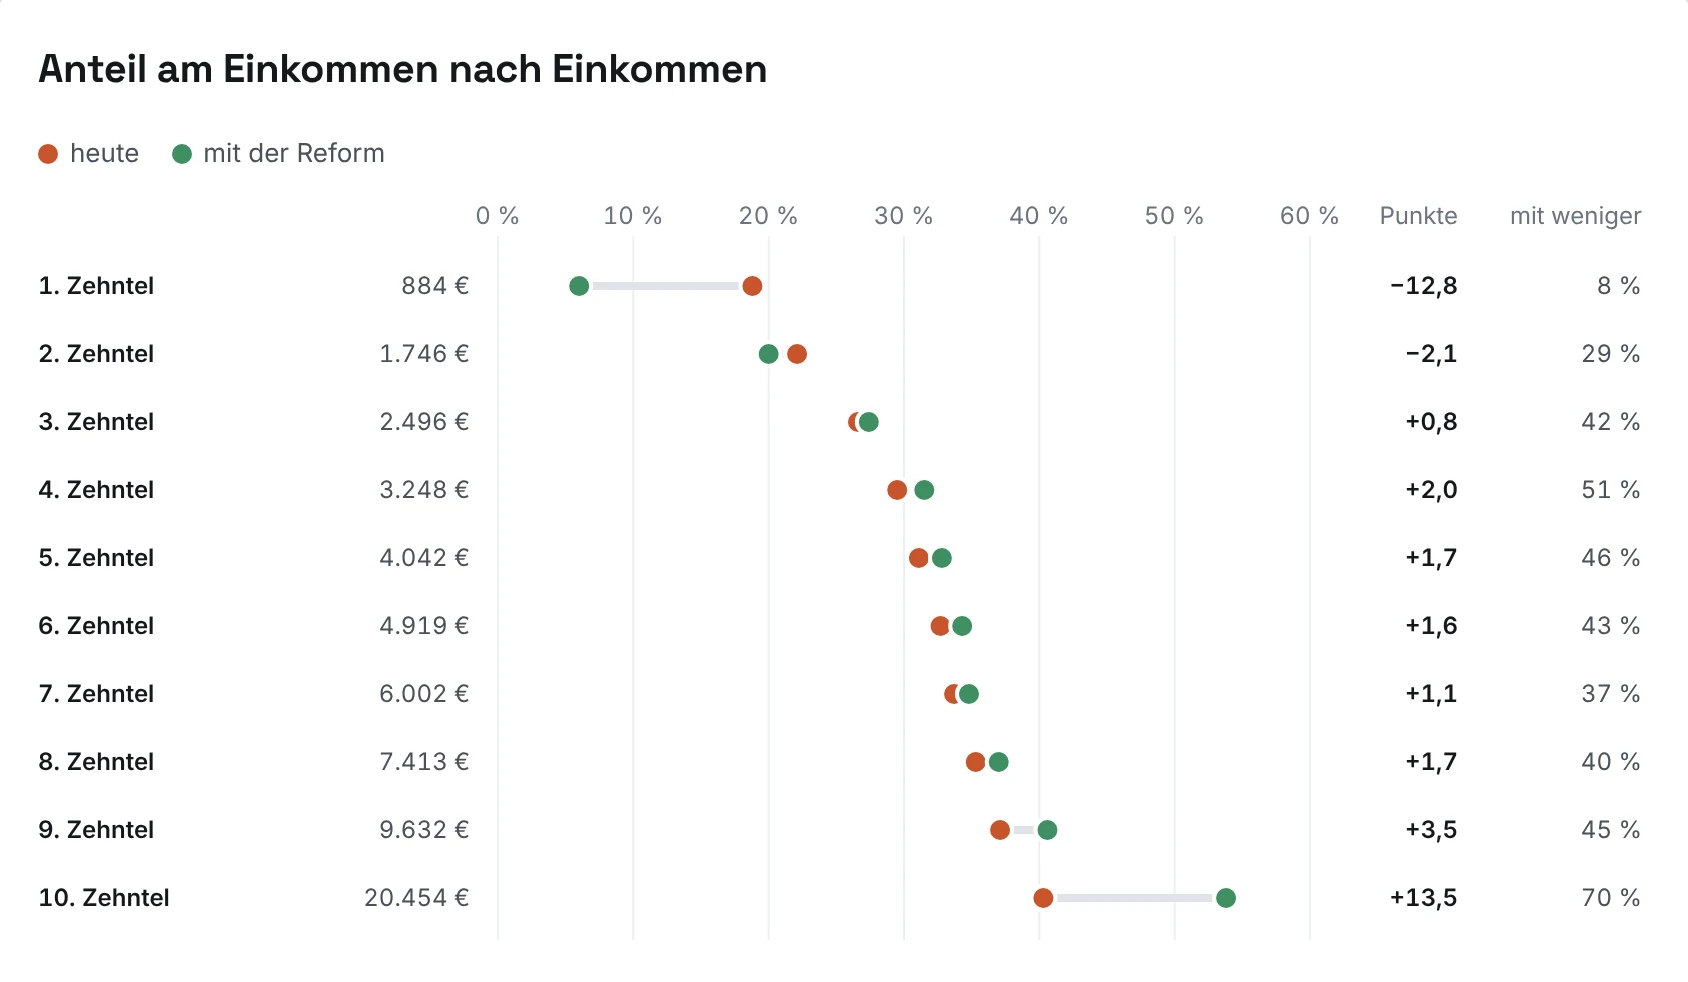 Anteil am Einkommen nach Einkommen
heute mit der Reform
0 % 10 % 20 % 30 % 40 % 50 % 60 % Punkte mit weniger
1. Zehntel 884 € −12,8 8 %
2. Zehntel 1.746 € −2,1 29 %
3. Zehntel 2.496 € +0,8 42 %
4. Zehntel 3.248 € +2,0 51 %
5. Zehntel 4.042 € +1,7 46 %
6. Zehntel 4.919 € +1,6 43 %
7. Zehntel 6.002 € +1,1 37 %
8. Zehntel 7.413 € +1,7 40 %
9. Zehntel 9.632 € +3,5 45 %
10. Zehntel 20.454 € +13,5 70 %